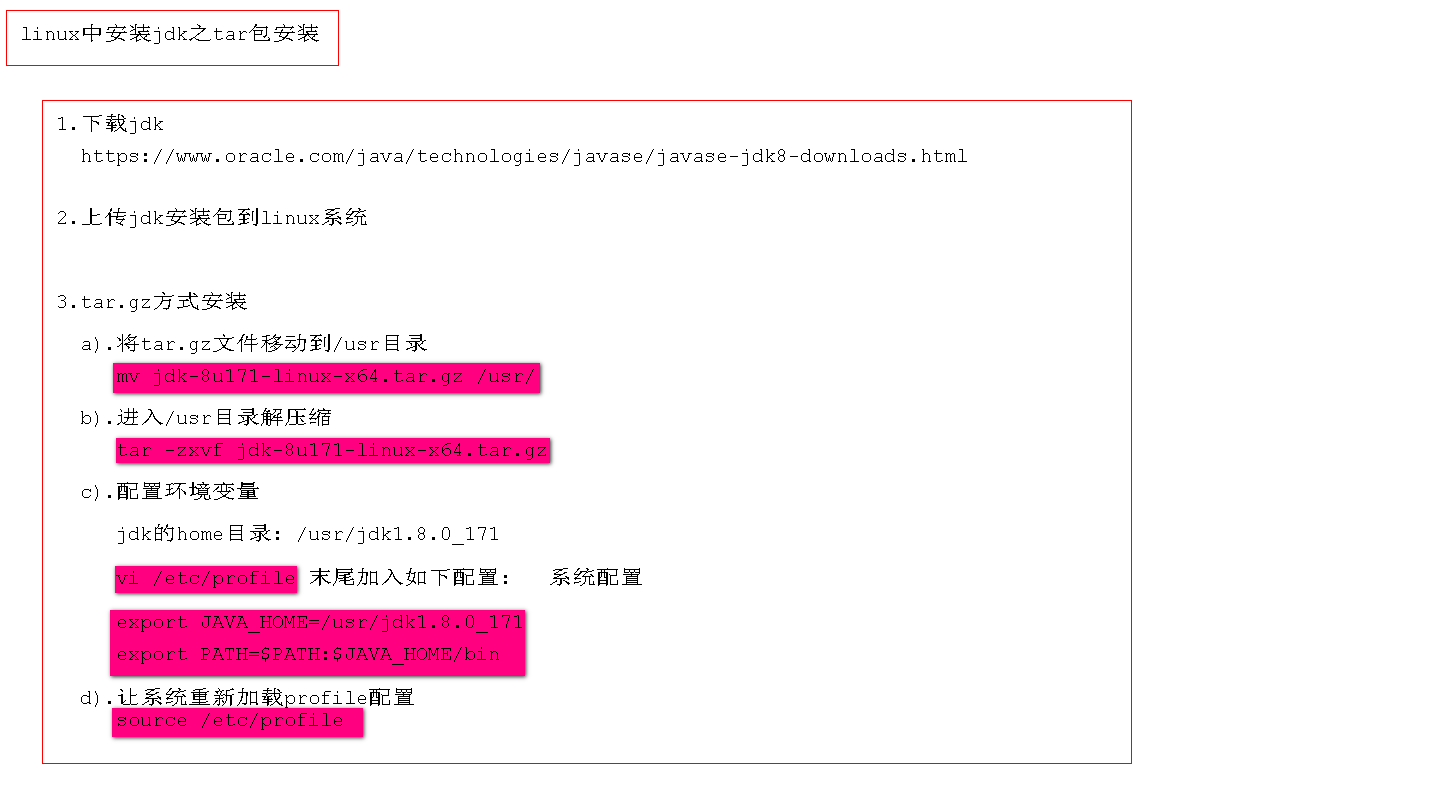 linux中安装jdk之tar包安装
1.下载jdk
https://www.oracle.com/java/technologies/javase/javase-jdk8-downloads.html
2.上传jdk安装包到linux系统
3.tar.gz方式安装
a).将tar.gz文件移动到/usr目录
mv jdk-8u171-linux-x64.tar.gz /usr/
b).进入/usr目录解压缩
tar -zxvf jdk-8u171-linux-x64.tar.gz
c).配置环境变量
jdk的home目录: /usr/jdk1.8.0_171
vi /etc/profile 末尾加入如下配置: 系统配置
export JAVA_HOME=/usr/jdk1.8.0_171
export PATH=$PATH:$JAVA_HOME/bin
d).让系统重新加载profile配置
source /etc/profile